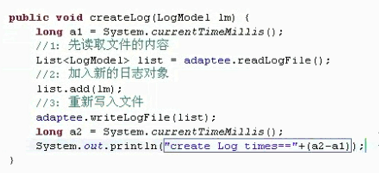 public void createLog(LogModel lm) {
long a1 = System.currentTimeMillis();
//1: 先读取文件的内容
List<LogModel> list = adaptee.readLogFile();
//2: 加入新的日志对象
list.add(lm);
//3: 重新写入文件
adaptee.writeLogFile(list);
long a2 = System.currentTimeMillis();
System.out.println("create Log times=="+(a2-a1));
}